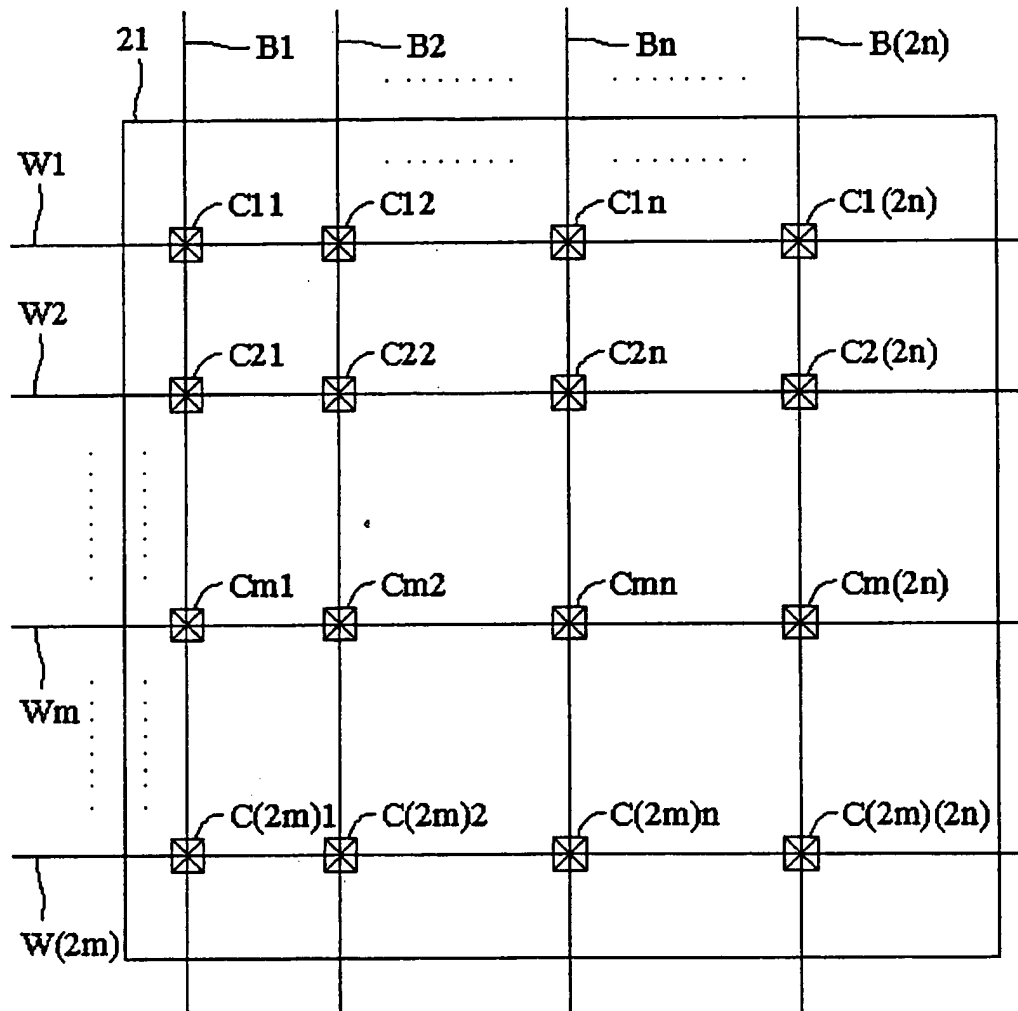 21
B1
B2
Bn
B(2n)
W1
C11
C12
C1n
C1(2n)
W2
C21
C22
C2n
C2(2n)
Cm1
Cm2
Cmn
Cm(2n)
Wm
C(2m)1
C(2m)2
C(2m)n
C(2m)(2n)
W(2m)